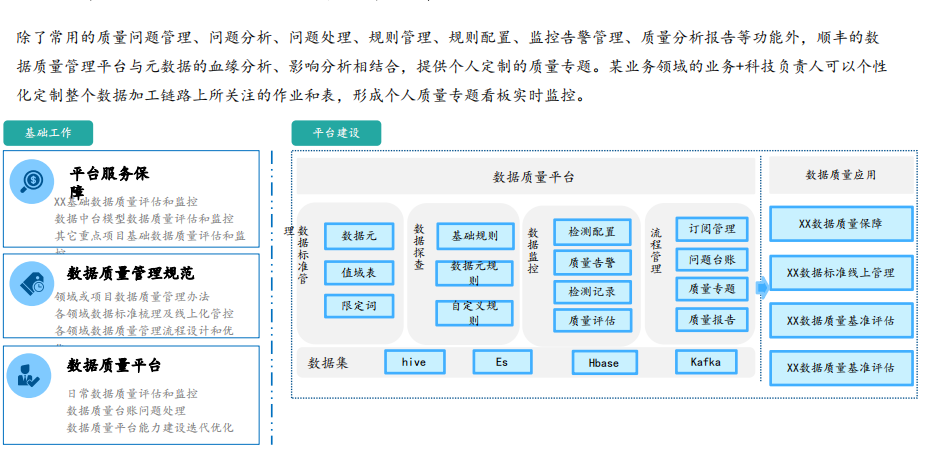 除了常用的质量问题管理、问题分析、问题处理、规则管理、规则配置、监控告警管理、质量分析报告等功能外，顺丰的数
据质量管理平台与元数据的血缘分析、影响分析相结合，提供个人定制的质量专题。某业务领域的业务+科技负责人可以个性
化定制整个数据加工链路上所关注的作业和表，形成个人质量专题看板实时监控。
基础工作
平台服务保
障
XX基础数据质量评估和监控
数据中台模型数据质量评估和监控
其它重点项目基础数据质量评估和监
数据质量管理规范
领域或项目数据质量管理办法
各领域数据标准梳理及线上化管控
各领域数据质量管理流程设计和优
数据质量平台
日常数据质量评估和监控
数据质量台账问题处理
数据质量平台能力建设迭代优化
平台建设
数据质量平台
数据标准管
理
数据元
值域表
限定词
数据探查
基础规则
数据元规
则
自定义规
则
数据监控
检测配置
质量告警
检测记录
质量评估
流程管理
订阅管理
问题台账
质量专题
质量报告
数据集
hive
Es
Hbase
Kafka
数据质量应用
XX数据质量保障
XX数据标准线上管理
XX数据质量基准评估
XX数据质量基准评估